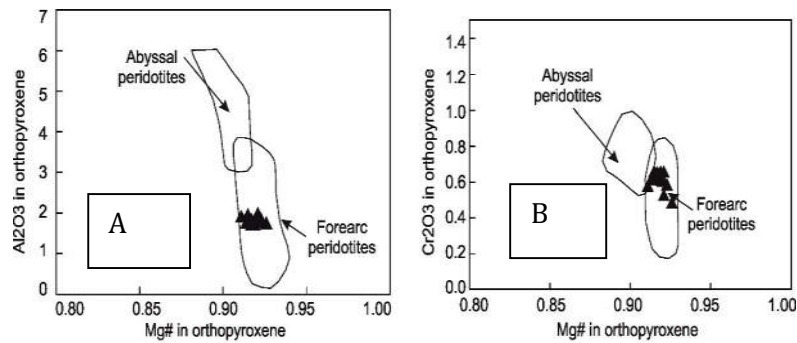 7
6
5
4
3
2
1
0
Al2O3 in orthopyroxene
Abyssal
peridotites
A
Forearc
peridotites
0.80
0.85
0.90
0.95
1.00
Mg# in orthopyroxene
1.4
1.2
1.0
0.8
0.6
0.4
0.2
0.0
Cr2O3 in orthopyroxene
Abyssal
peridotites
B
Forearc
peridotites
0.80
0.85
0.90
0.95
1.00
Mg# in orthopyroxene